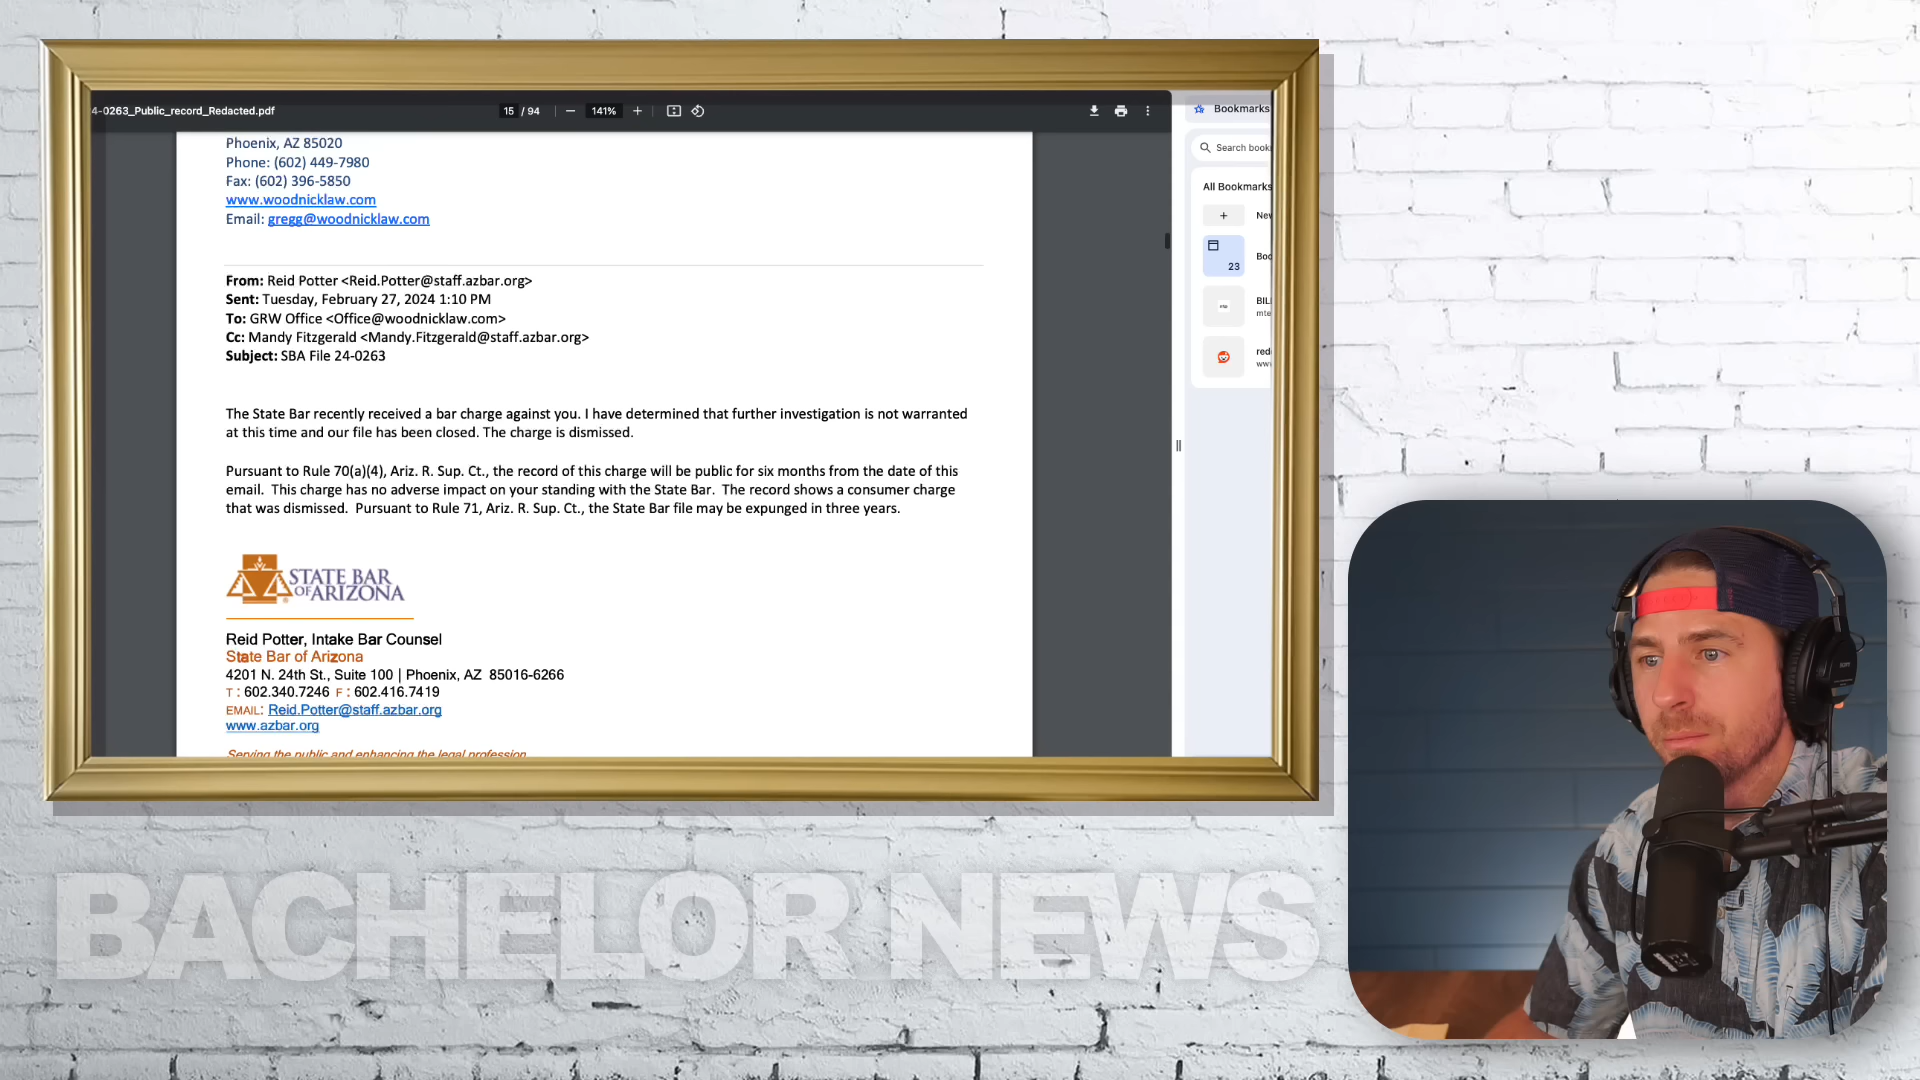 4-0263_Public_record_Redacted.pdf
15 / 94
141%
Bookmarks
Phoenix, AZ 85020
Phone: (602) 449-7980
Fax: (602) 396-5850
www.woodnicklaw.com
Email: gregg@woodnicklaw.com
From: Reid Potter <Reid.Potter@staff.azbar.org>
Sent: Tuesday, February 27, 2024 1:10 PM
To: GRW Office <Office@woodnicklaw.com>
Cc: Mandy Fitzgerald <Mandy.Fitzgerald@staff.azbar.org>
Subject: SBA File 24-0263
The State Bar recently received a bar charge against you. I have determined that further investigation is not warranted
at this time and our file has been closed. The charge is dismissed.
Pursuant to Rule 70(a)(4), Ariz. R. Sup. Ct., the record of this charge will be public for six months from the date of this
email. This charge has no adverse impact on your standing with the State Bar. The record shows a consumer charge
that was dismissed. Pursuant to Rule 71, Ariz. R. Sup. Ct., the State Bar file may be expunged in three years.
STATE BAR
OF ARIZONA
Reid Potter, Intake Bar Counsel
State Bar of Arizona
4201 N. 24th St., Suite 100 | Phoenix, AZ 85016-6266
T : 602.340.7246 F : 602.416.7419
EMAIL: Reid.Potter@staff.azbar.org
www.azbar.org
Serving the public and enhancing the legal profession
Search book
All Bookmarks
New
23
Boo
BIL
mte
red
www
BACHELOR NEWS